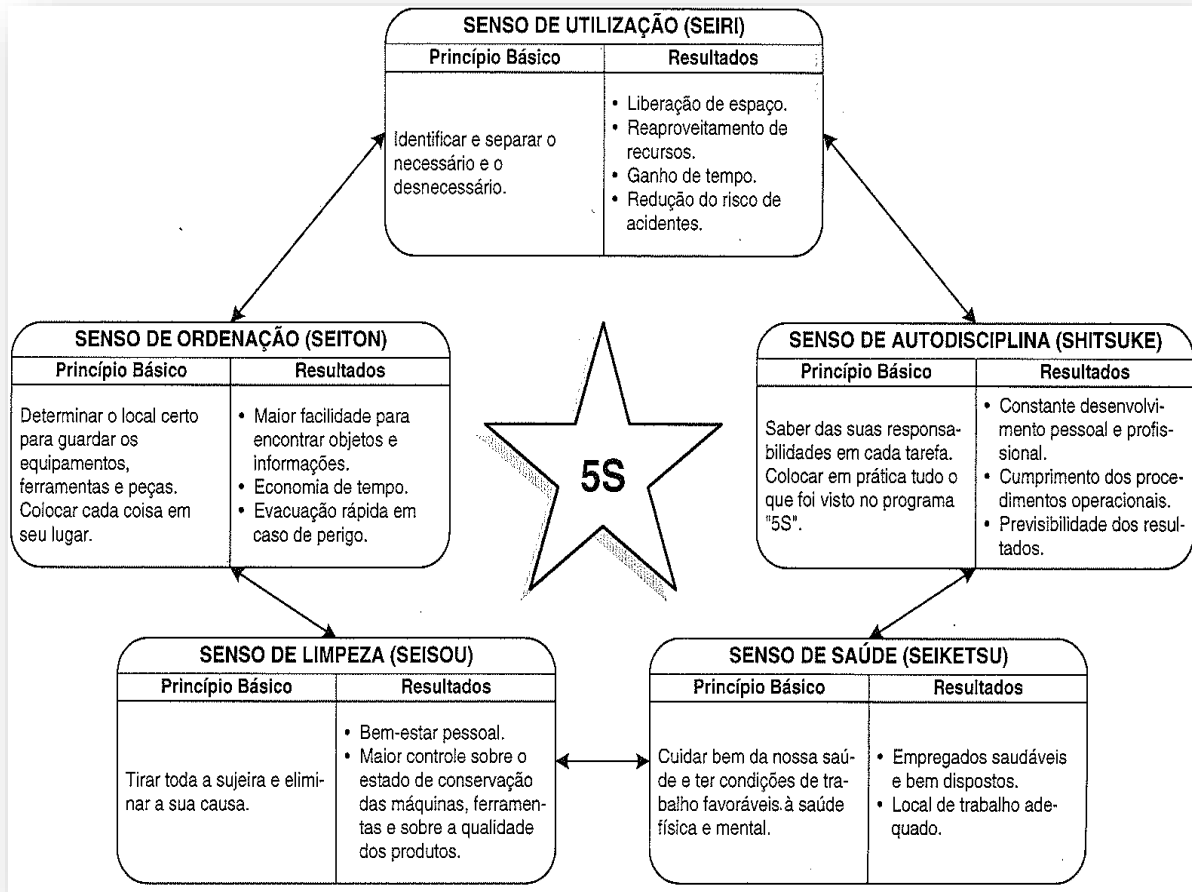 SENSO DE UTILIZAÇÃO (SEIRI)
Princípio Básico
Resultados
Identificar e separar o
necessário e o
desnecessário.
• Liberação de espaço.
• Reaproveitamento de
recursos.
• Ganho de tempo.
• Redução do risco de
acidentes.
SENSO DE ORDENAÇÃO (SEITON)
Princípio Básico
Resultados
Determinar o local certo
para guardar os
equipamentos,
ferramentas e peças.
Colocar cada coisa em
seu lugar.
• Maior facilidade para
encontrar objetos e
informações.
• Economia de tempo.
• Evacuação rápida em
caso de perigo.
5S
SENSO DE AUTODISCIPLINA (SHITSUKE)
Princípio Básico
Resultados
Saber das suas responsa-
bilidades em cada tarefa.
Colocar em prática tudo o
que foi visto no programa
"5S".
• Constante desenvolvi-
mento pessoal e profis-
sional.
• Cumprimento dos proce-
dimentos operacionais.
• Previsibilidade dos resul-
tados.
SENSO DE LIMPEZA (SEISOU)
Princípio Básico
Resultados
Tirar toda a sujeira e elimi-
nar a sua causa.
• Bem-estar pessoal.
• Maior controle sobre o
estado de conservação
das máquinas, ferramen-
tas e sobre a qualidade
dos produtos.
SENSO DE SAÚDE (SEIKETSU)
Princípio Básico
Resultados
Cuidar bem da nossa saú-
de e ter condições de tra-
balho favoráveis à saúde
física e mental.
• Empregados saudáveis
e bem dispostos.
• Local de trabalho ade-
quado.